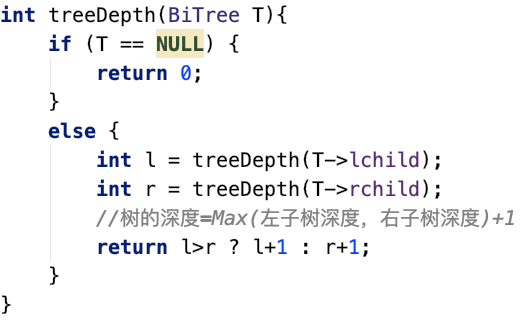 int treeDepth(BiTree T){
    if (T == NULL) {
        return 0;
    }
    else {
        int l = treeDepth(T->lchild);
        int r = treeDepth(T->rchild);
        //树的深度=Max(左子树深度，右子树深度)+1
        return l>r ? l+1 : r+1;
    }
}